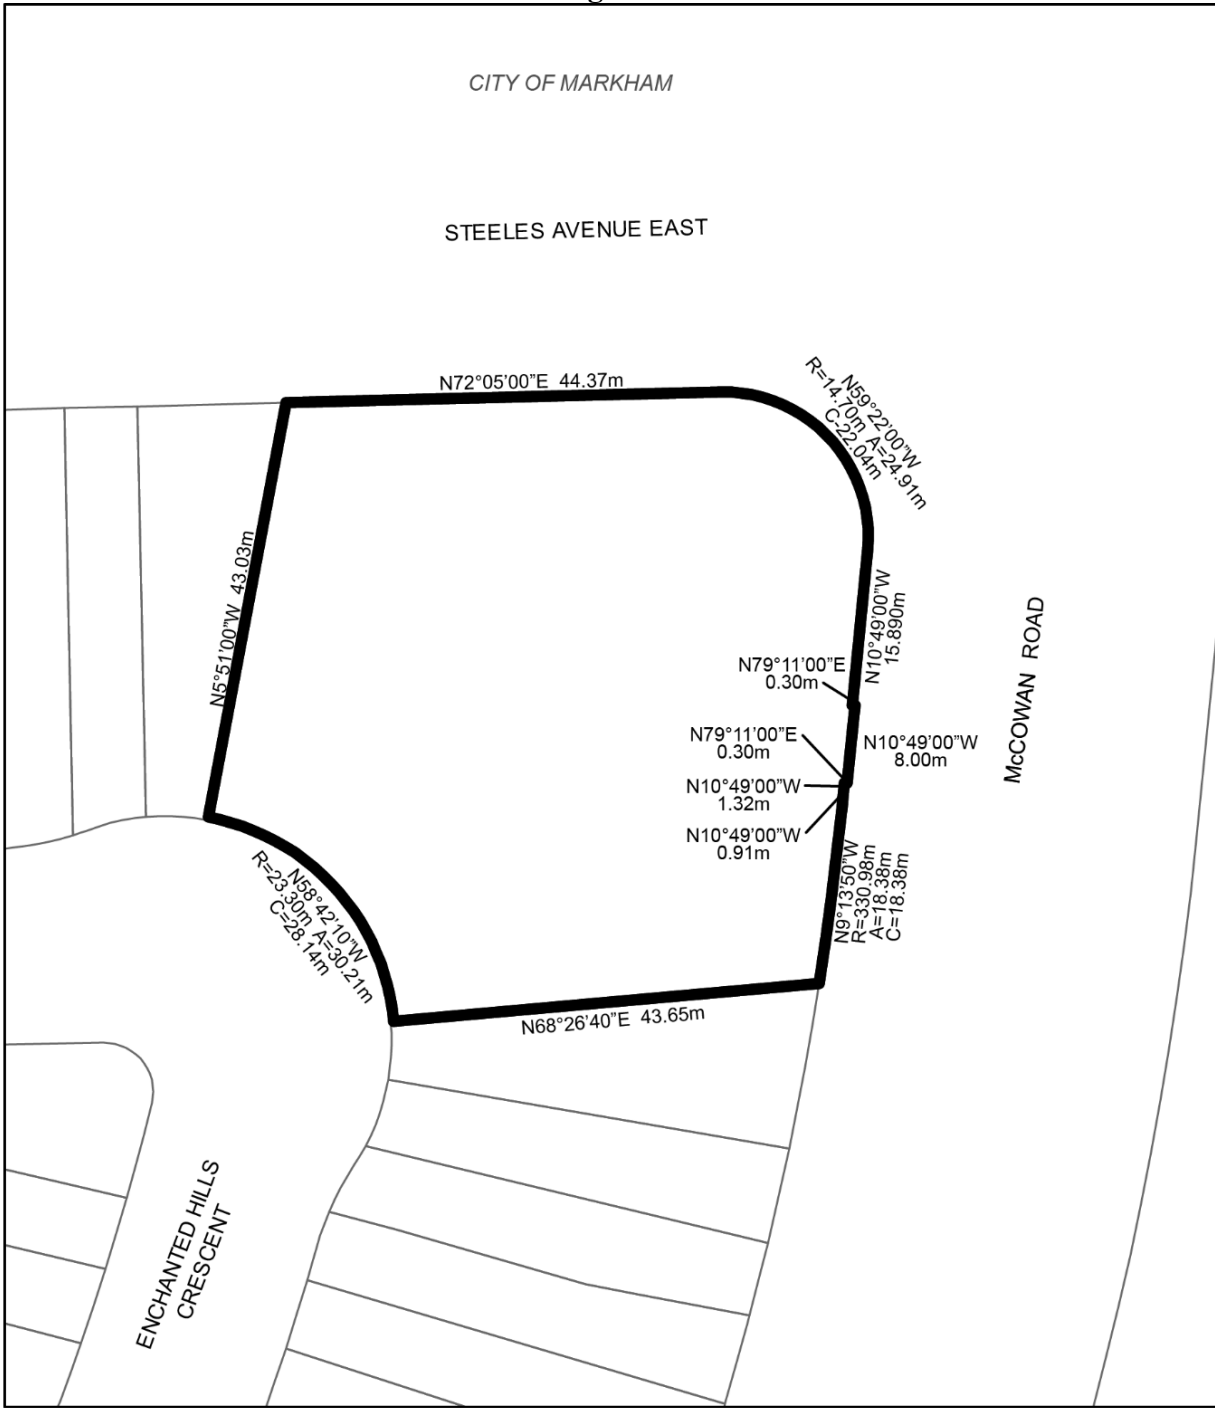 CITY OF MARKHAM
STEELES AVENUE EAST
N72°05'00"E 44.37m
N59°22'00"W
R=14.70m A=24.91m
C-22.04m
N5°51'00"W 43.03m
N10°49'00"W
15.890m
N79°11'00"E
0.30m
McCOWAN ROAD
N79°11'00"E
0.30m
N10°49'00"W
8.00m
N10°49'00"W
1.32m
N10°49'00"W
0.91m
N9°13'50"W
R=330.98m
A=18.38m
C=18.38m
N58°42'10"W
R=23.30m A=30.21m
C=28.14m
N68°26'40"E 43.65m
ENCHANTED HILLS
CRESCENT